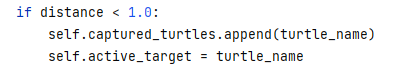 if distance < 1.0:
    self.captured_turtles.append(turtle_name)
    self.active_target = turtle_name